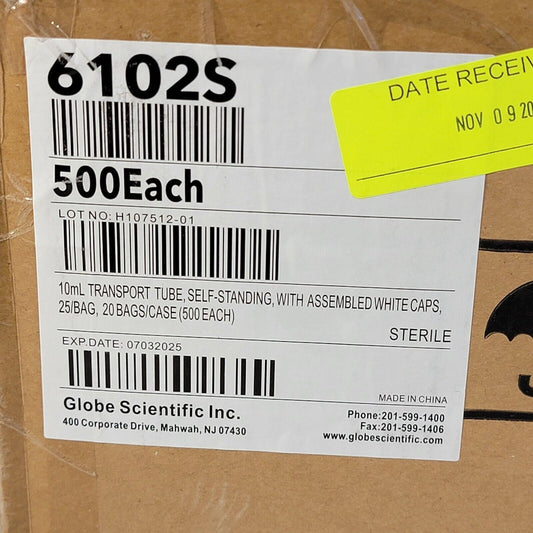 6102S
DATE RECEIV
NOV 09 20
500Each
LOT NO: H107512-01
10mL TRANSPORT TUBE, SELF-STANDING, WITH ASSEMBLED WHITE CAPS,
25/BAG, 20 BAGS/CASE (500 EACH)
STERILE
EXP.DATE: 07032025
MADE IN CHINA
Globe Scientific Inc.
400 Corporate Drive, Mahwah, NJ 07430
Phone:201-599-1400
Fax:201-599-1406
www.globescientific.com